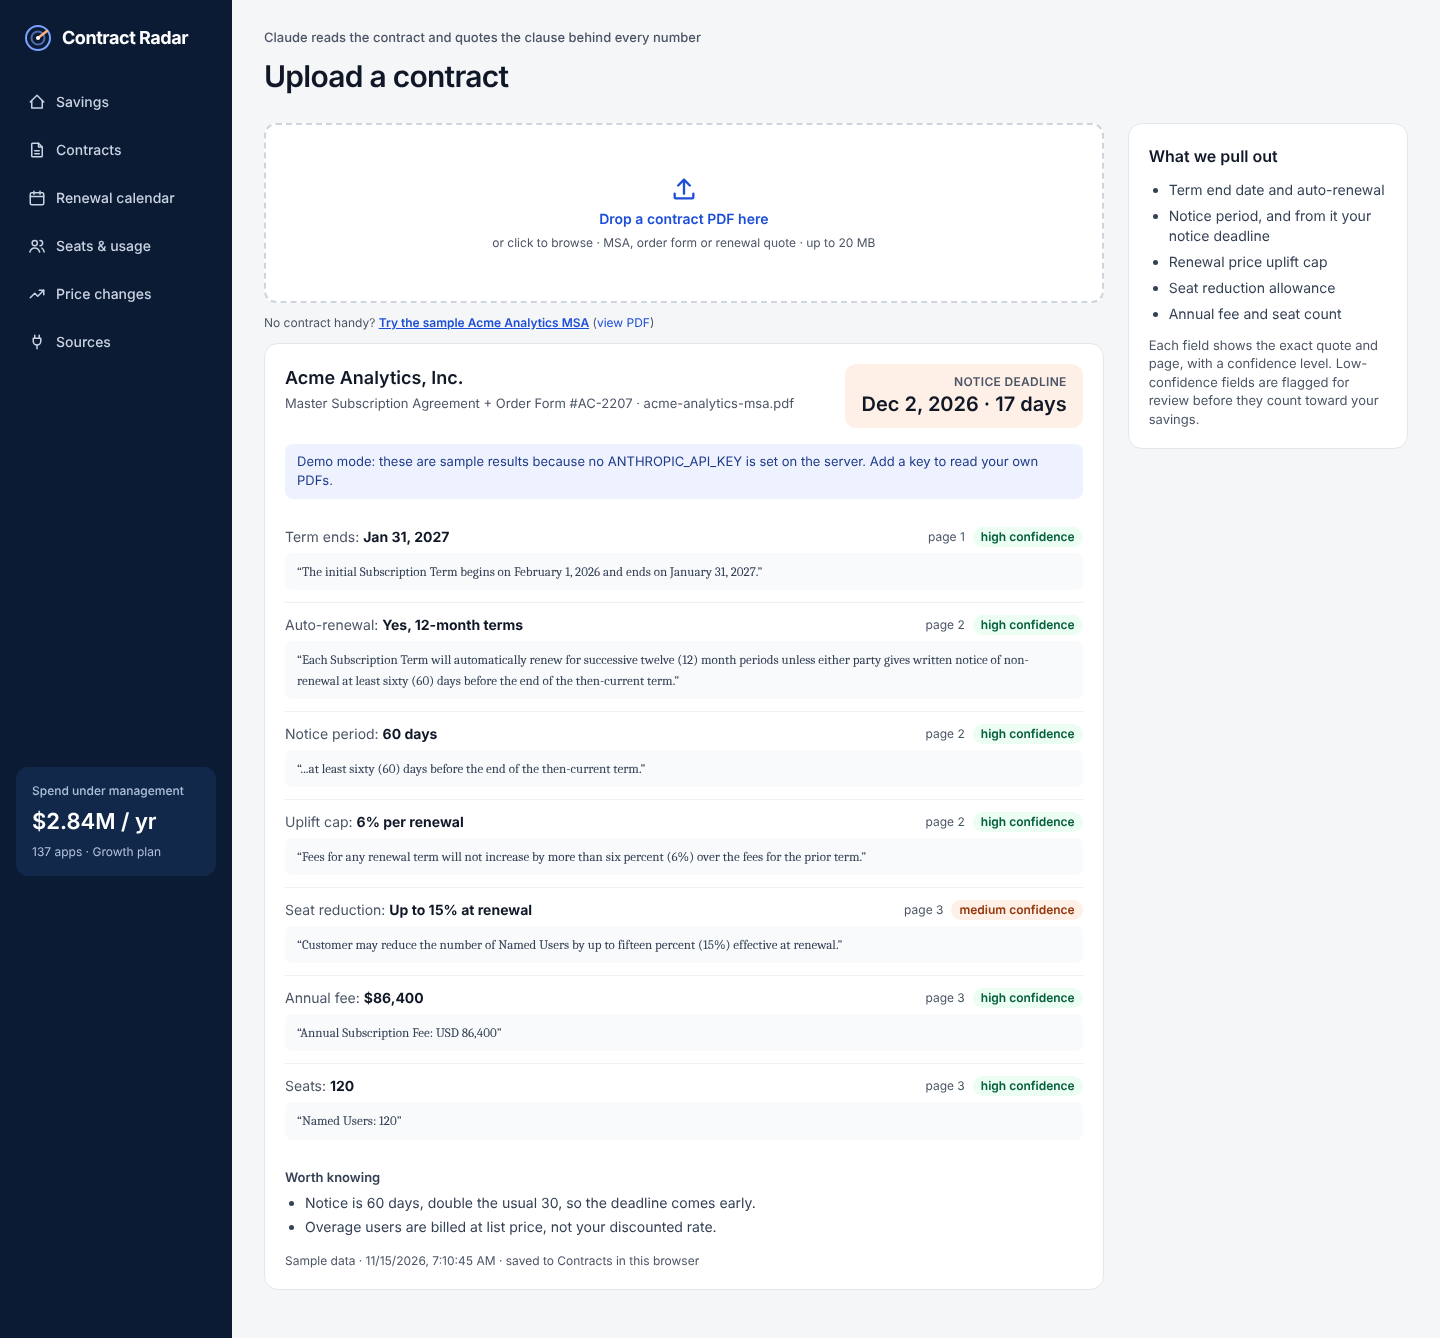 Contract Radar
Savings
Contracts
Renewal calendar
Seats & usage
Price changes
Sources
Spend under management
$2.84M / yr
137 apps · Growth plan
Claude reads the contract and quotes the clause behind every number
Upload a contract
Drop a contract PDF here
or click to browse · MSA, order form or renewal quote · up to 20 MB
No contract handy? Try the sample Acme Analytics MSA (view PDF)
Acme Analytics, Inc.
Master Subscription Agreement + Order Form #AC-2207 · acme-analytics-msa.pdf
NOTICE DEADLINE
Dec 2, 2026 · 17 days
Demo mode: these are sample results because no ANTHROPIC_API_KEY is set on the server. Add a key to read your own
PDFs.
Term ends: Jan 31, 2027 page 1 high confidence
“The initial Subscription Term begins on February 1, 2026 and ends on January 31, 2027.”
Auto-renewal: Yes, 12-month terms page 2 high confidence
“Each Subscription Term will automatically renew for successive twelve (12) month periods unless either party gives written notice of non-
renewal at least sixty (60) days before the end of the then-current term.”
Notice period: 60 days page 2 high confidence
“...at least sixty (60) days before the end of the then-current term.”
Uplift cap: 6% per renewal page 2 high confidence
“Fees for any renewal term will not increase by more than six percent (6%) over the fees for the prior term.”
Seat reduction: Up to 15% at renewal page 3 medium confidence
“Customer may reduce the number of Named Users by up to fifteen percent (15%) effective at renewal.”
Annual fee: $86,400 page 3 high confidence
“Annual Subscription Fee: USD 86,400”
Seats: 120 page 3 high confidence
“Named Users: 120”
Worth knowing
• Notice is 60 days, double the usual 30, so the deadline comes early.
• Overage users are billed at list price, not your discounted rate.
Sample data · 11/15/2026, 7:10:45 AM · saved to Contracts in this browser
What we pull out
• Term end date and auto-renewal
• Notice period, and from it your
notice deadline
• Renewal price uplift cap
• Seat reduction allowance
• Annual fee and seat count
Each field shows the exact quote and
page, with a confidence level. Low-
confidence fields are flagged for
review before they count toward your
savings.